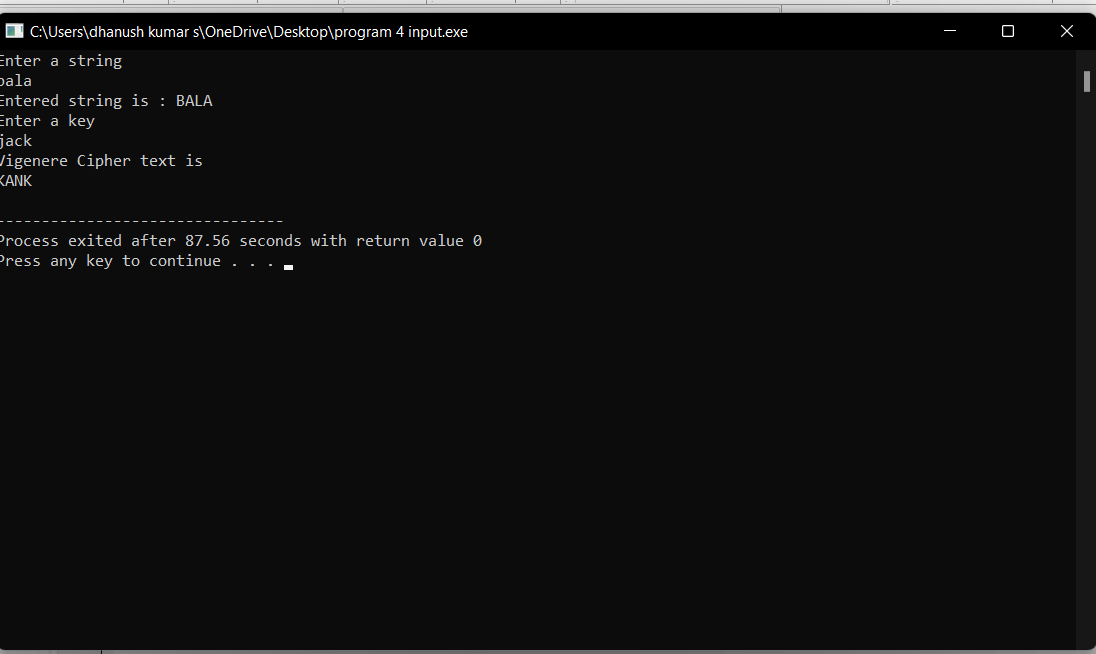 C:\Users\dhanush kumar s\OneDrive\Desktop\program 4 input.exe
Enter a string
bala
Entered string is : BALA
Enter a key
jack
Vigenere Cipher text is
KANK
--------------------------------
Process exited after 87.56 seconds with return value 0
Press any key to continue . . .